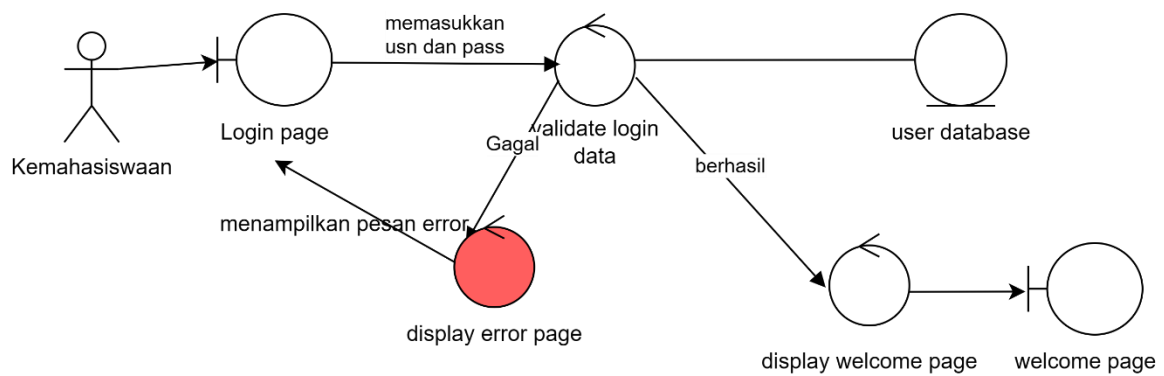 memasukkan
usn dan pass
Login page
Kemahasiswaan
validate login
data
Gagal
user database
berhasil
menampilkan pesan error
display error page
display welcome page
welcome page